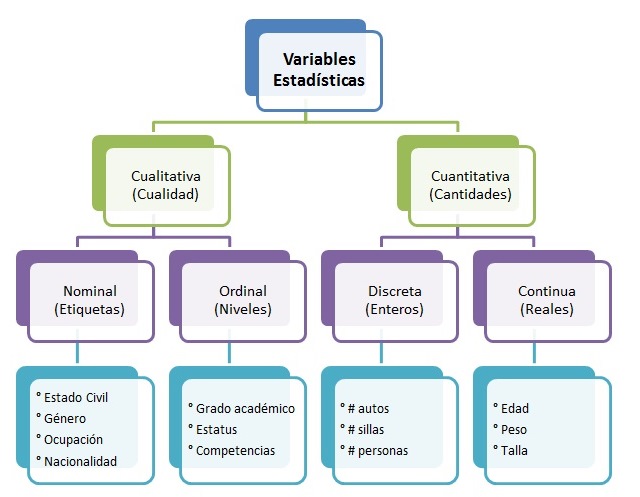 Variables
Estadísticas
Cualitativa
(Cualidad)
Cuantitativa
(Cantidades)
Nominal
(Etiquetas)
Ordinal
(Niveles)
Discreta
(Enteros)
Continua
(Reales)
° Estado Civil
° Género
° Ocupación
° Nacionalidad
° Grado académico
° Estatus
° Competencias
° # autos
° # sillas
° # personas
° Edad
° Peso
° Talla